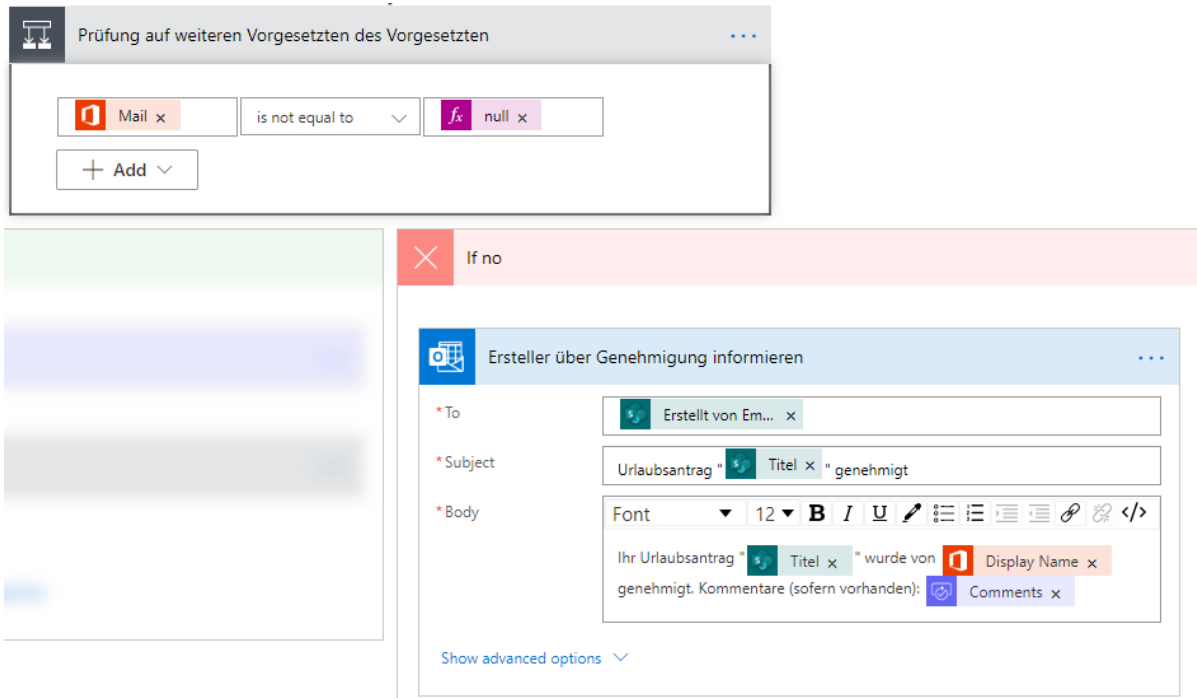 Prüfung auf weiteren Vorgesetzten des Vorgesetzten
Mail × is not equal to fx null ×
+ Add
If no
Ersteller über Genehmigung informieren
*To Erstellt von Em... ×
*Subject Urlaubsantrag " Titel × " genehmigt
*Body Font 12 B I U </>
Ihr Urlaubsantrag " Titel × " wurde von Display Name ×
genehmigt. Kommentare (sofern vorhanden): Comments ×
Show advanced options